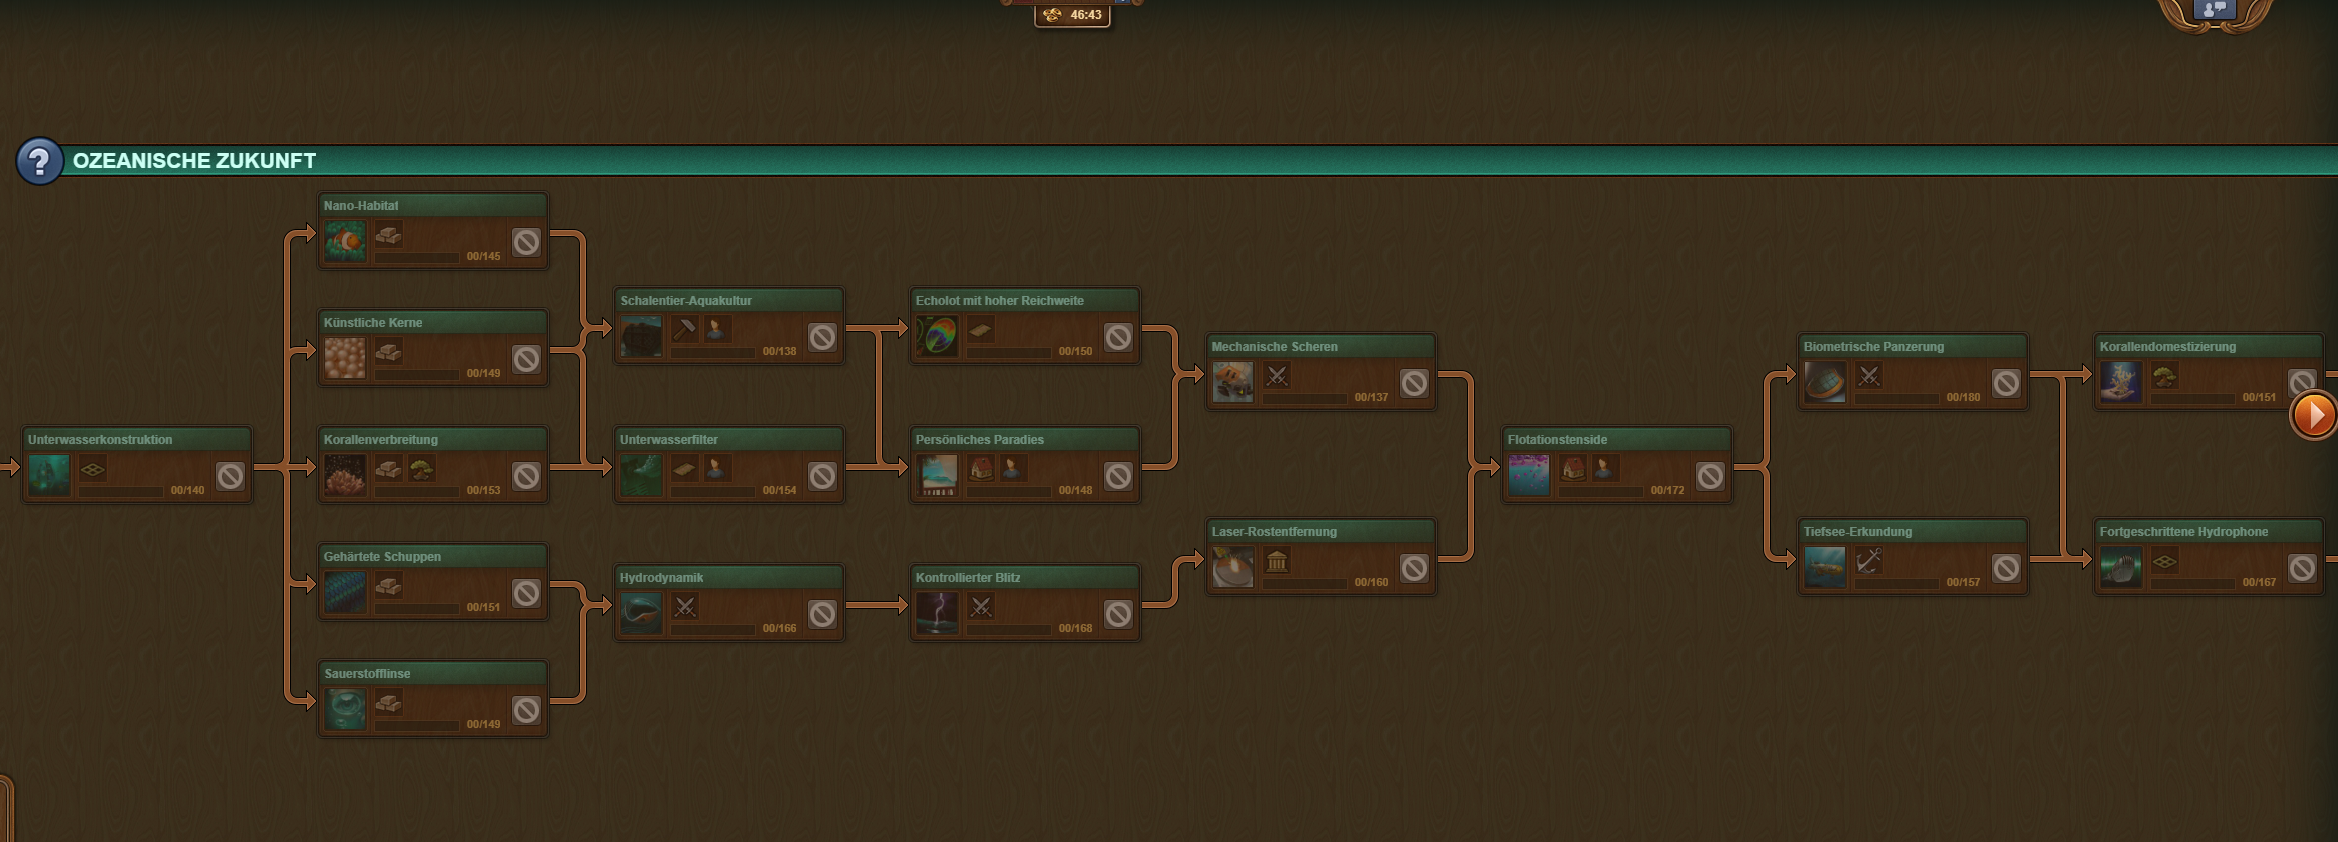 46:43
OZEANISCHE ZUKUNFT
Unterwasserkonstruktion
00/140
Nano-Habitat
00/145
Künstliche Kerne
00/149
Korallenverbreitung
00/153
Gehärtete Schuppen
00/151
Sauerstofflinse
00/149
Schalentier-Aquakultur
00/138
Unterwasserfilter
00/154
Hydrodynamik
00/166
Echolot mit hoher Reichweite
00/150
Persönliches Paradies
00/148
Kontrollierter Blitz
00/168
Mechanische Scheren
00/137
Laser-Rostentfernung
00/160
Flotationstenside
00/172
Biometrische Panzerung
00/180
Tiefsee-Erkundung
00/157
Korallendomestizierung
00/151
Fortgeschrittene Hydrophone
00/167